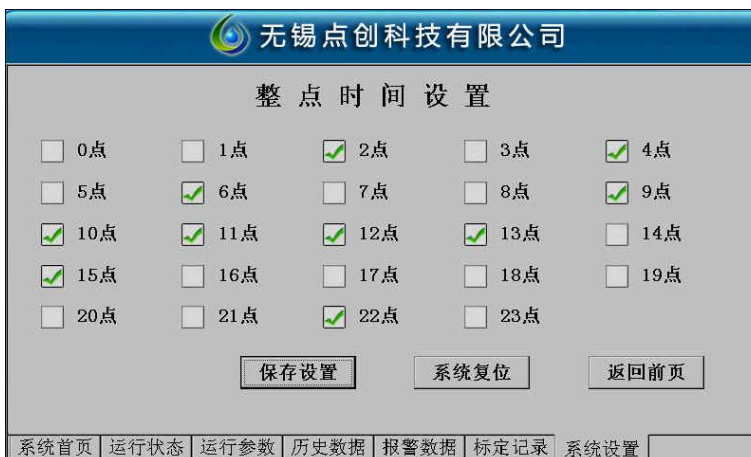 无锡点创科技有限公司
整点时间设置
0点 1点 2点 3点 4点
5点 6点 7点 8点 9点
10点 11点 12点 13点 14点
15点 16点 17点 18点 19点
20点 21点 22点 23点
保存设置 系统复位 返回前页
系统首页 运行状态 运行参数 历史数据 报警数据 标定记录 系统设置